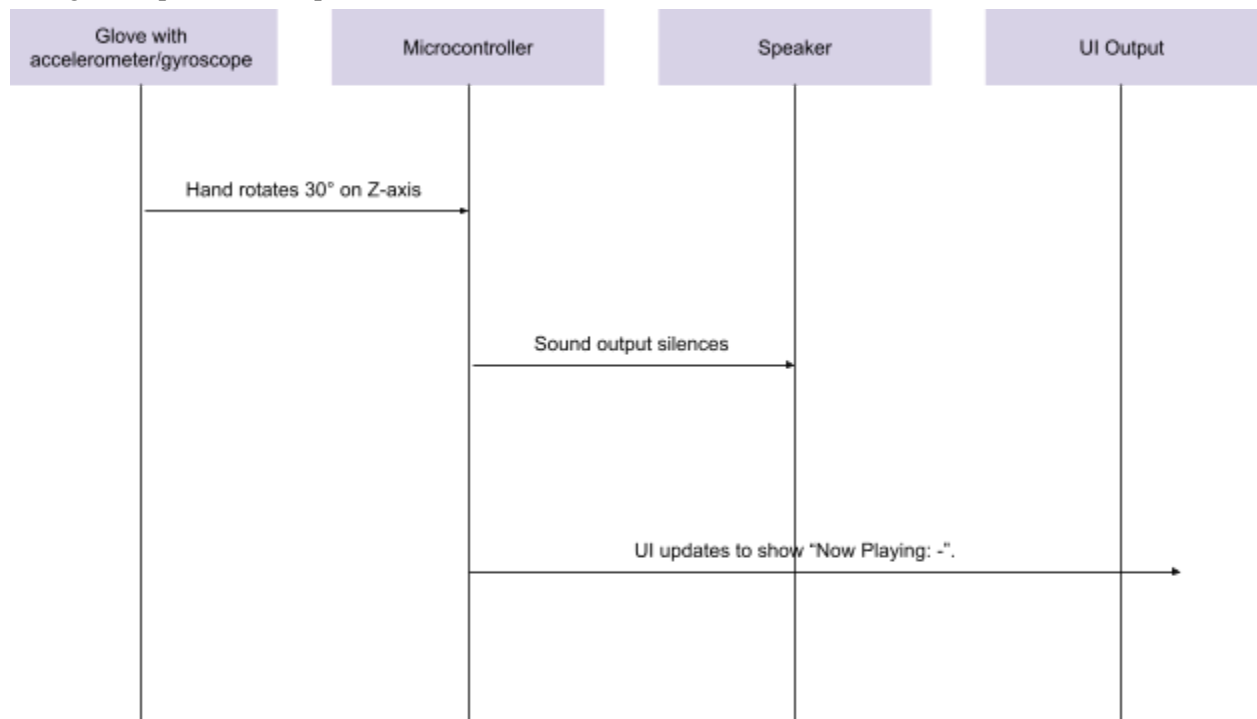 Glove with
accelerometer/gyroscope
Microcontroller
Speaker
UI Output
Hand rotates 30° on Z-axis
Sound output silences
UI updates to show “Now Playing: -”.